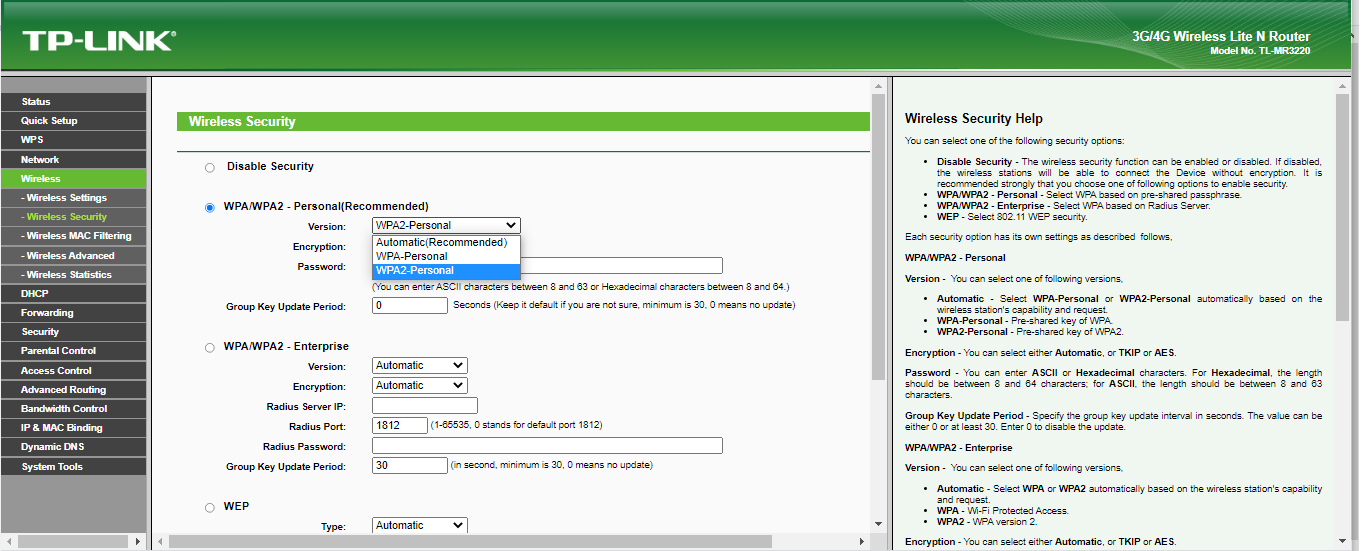 TP-LINK®
3G/4G Wireless Lite N Router
Model No. TL-MR3220
Status
Quick Setup
WPS
Network
Wireless
- Wireless Settings
- Wireless Security
- Wireless MAC Filtering
- Wireless Advanced
- Wireless Statistics
DHCP
Forwarding
Security
Parental Control
Access Control
Advanced Routing
Bandwidth Control
IP & MAC Binding
Dynamic DNS
System Tools
Wireless Security
Disable Security
WPA/WPA2 - Personal(Recommended)
Version: WPA2-Personal
Automatic(Recommended)
WPA-Personal
WPA2-Personal
Encryption:
Password:
(You can enter ASCII characters between 8 and 63 or Hexadecimal characters between 8 and 64.)
Group Key Update Period: 0 Seconds (Keep it default if you are not sure, minimum is 30, 0 means no update)
WPA/WPA2 - Enterprise
Version: Automatic
Encryption: Automatic
Radius Server IP:
Radius Port: 1812 (1-65535, 0 stands for default port 1812)
Radius Password:
Group Key Update Period: 30 (in second, minimum is 30, 0 means no update)
WEP
Type: Automatic
Wireless Security Help
You can select one of the following security options:
• Disable Security - The wireless security function can be enabled or disabled. If disabled,
the wireless stations will be able to connect the Device without encryption. It is
recommended strongly that you choose one of following options to enable security.
• WPA/WPA2 - Personal - Select WPA based on pre-shared passphrase.
• WPA/WPA2 - Enterprise - Select WPA based on Radius Server.
• WEP - Select 802.11 WEP security.
Each security option has its own settings as described follows,
WPA/WPA2 - Personal
Version - You can select one of following versions,
• Automatic - Select WPA-Personal or WPA2-Personal automatically based on the
wireless station's capability and request.
• WPA-Personal - Pre-shared key of WPA.
• WPA2-Personal - Pre-shared key of WPA2.
Encryption - You can select either Automatic, or TKIP or AES.
Password - You can enter ASCII or Hexadecimal characters. For Hexadecimal, the length
should be between 8 and 64 characters; for ASCII, the length should be between 8 and 63
characters.
Group Key Update Period - Specify the group key update interval in seconds. The value can be
either 0 or at least 30. Enter 0 to disable the update.
WPA/WPA2 - Enterprise
Version - You can select one of following versions,
• Automatic - Select WPA or WPA2 automatically based on the wireless station's capability
and request.
• WPA - Wi-Fi Protected Access.
• WPA2 - WPA version 2.
Encryption - You can select either Automatic, or TKIP or AES.